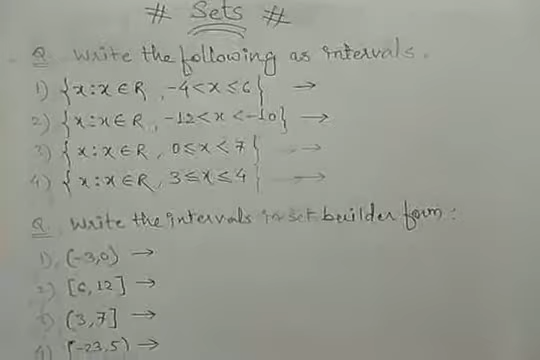 # Sets #
Q. Write the following as intervals.
1) {x:x∈R, -4<x≤6} →
2) {x:x∈R, -12<x<-10} →
3) {x:x∈R, 0≤x<7} →
4) {x:x∈R, 3≤x≤4} →
Q. Write the intervals in set builder form:
1) (-3,0) →
2) [6,12] →
3) (3,7] →
4) [-23,5) →